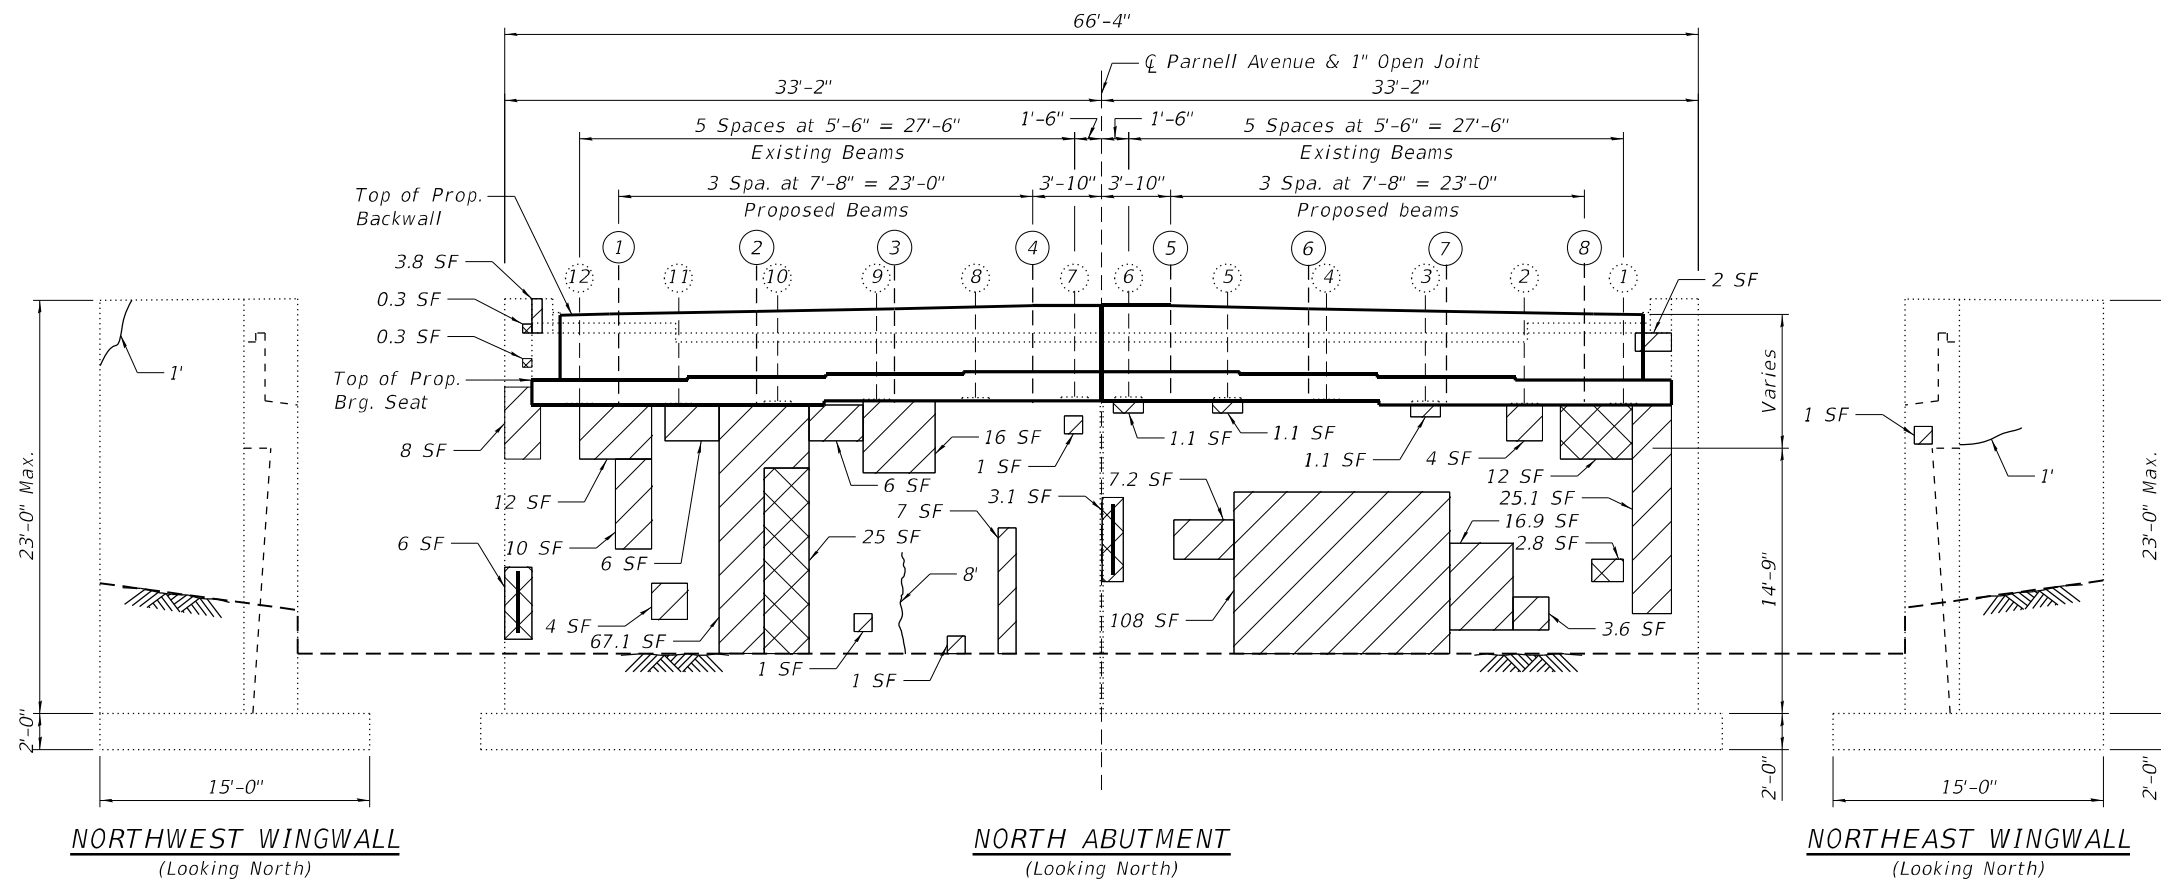 66'-4"
℄ Parnell Avenue & 1" Open Joint
33'-2"
33'-2"
5 Spaces at 5'-6" = 27'-6"
1'-6"
1'-6"
5 Spaces at 5'-6" = 27'-6"
Existing Beams
Existing Beams
3 Spa. at 7'-8" = 23'-0"
3'-10"
3'-10"
3 Spa. at 7'-8" = 23'-0"
Proposed Beams
Proposed beams
Top of Prop.
Backwall
1
2
3
4
5
6
7
8
12
11
10
9
8
7
6
5
4
3
2
1
3.8 SF
0.3 SF
0.3 SF
2 SF
Top of Prop.
Brg. Seat
1'
8 SF
12 SF
6 SF
10 SF
6 SF
4 SF
67.1 SF
25 SF
16 SF
6 SF
7 SF
8'
1 SF
1 SF
1 SF
3.1 SF
1.1 SF
1.1 SF
1.1 SF
4 SF
12 SF
7.2 SF
25.1 SF
16.9 SF
2.8 SF
108 SF
3.6 SF
1 SF
1'
Varies
14'-9"
2'-0"
23'-0" Max.
2'-0"
23'-0" Max.
2'-0"
15'-0"
15'-0"
NORTHWEST WINGWALL
(Looking North)
NORTH ABUTMENT
(Looking North)
NORTHEAST WINGWALL
(Looking North)